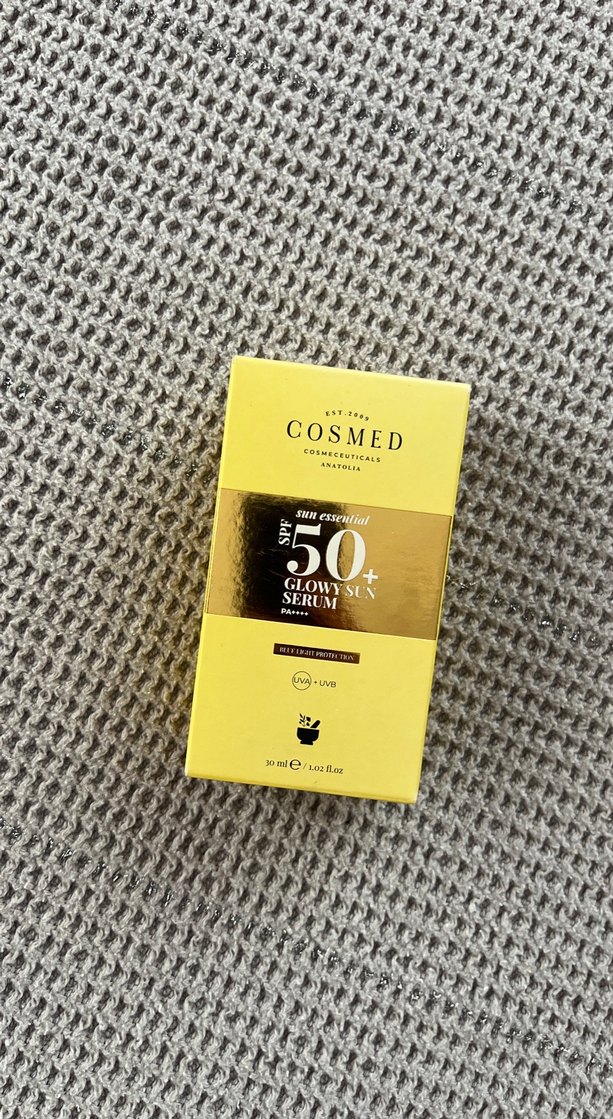 EST.2009
COSMED
COSMECEUTICALS
ANATOLIA
sun essential
SPF
50+
GLOWY SUN
SERUM
PA++++
BLUE LIGHT PROTECTION
UVA + UVB
30 ml ℮ / 1.02 fl.oz